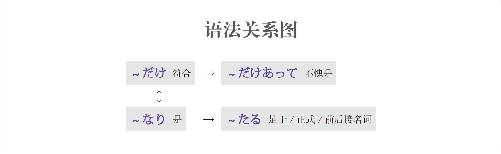 语法关系图
～だけ 符合 → ～だけあって 不愧是
～なり 是 → ～たる 是上／正式／前后接名词